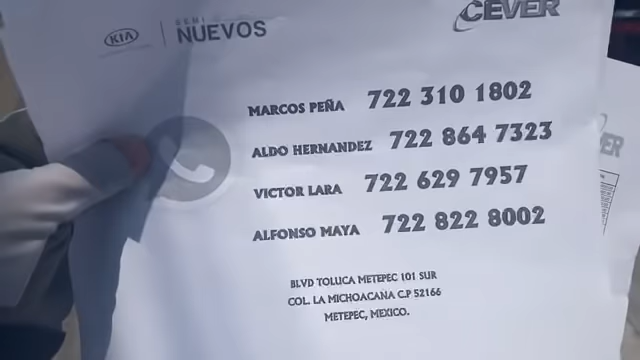 KIA
SEMI
NUEVOS
CEVER
MARCOS PEÑA 722 310 1802
ALDO HERNANDEZ 722 864 7323
VICTOR LARA 722 629 7957
ALFONSO MAYA 722 822 8002
BLVD TOLUCA METEPEC 101 SUR
COL. LA MICHOACANA C.P 52166
METEPEC, MEXICO.